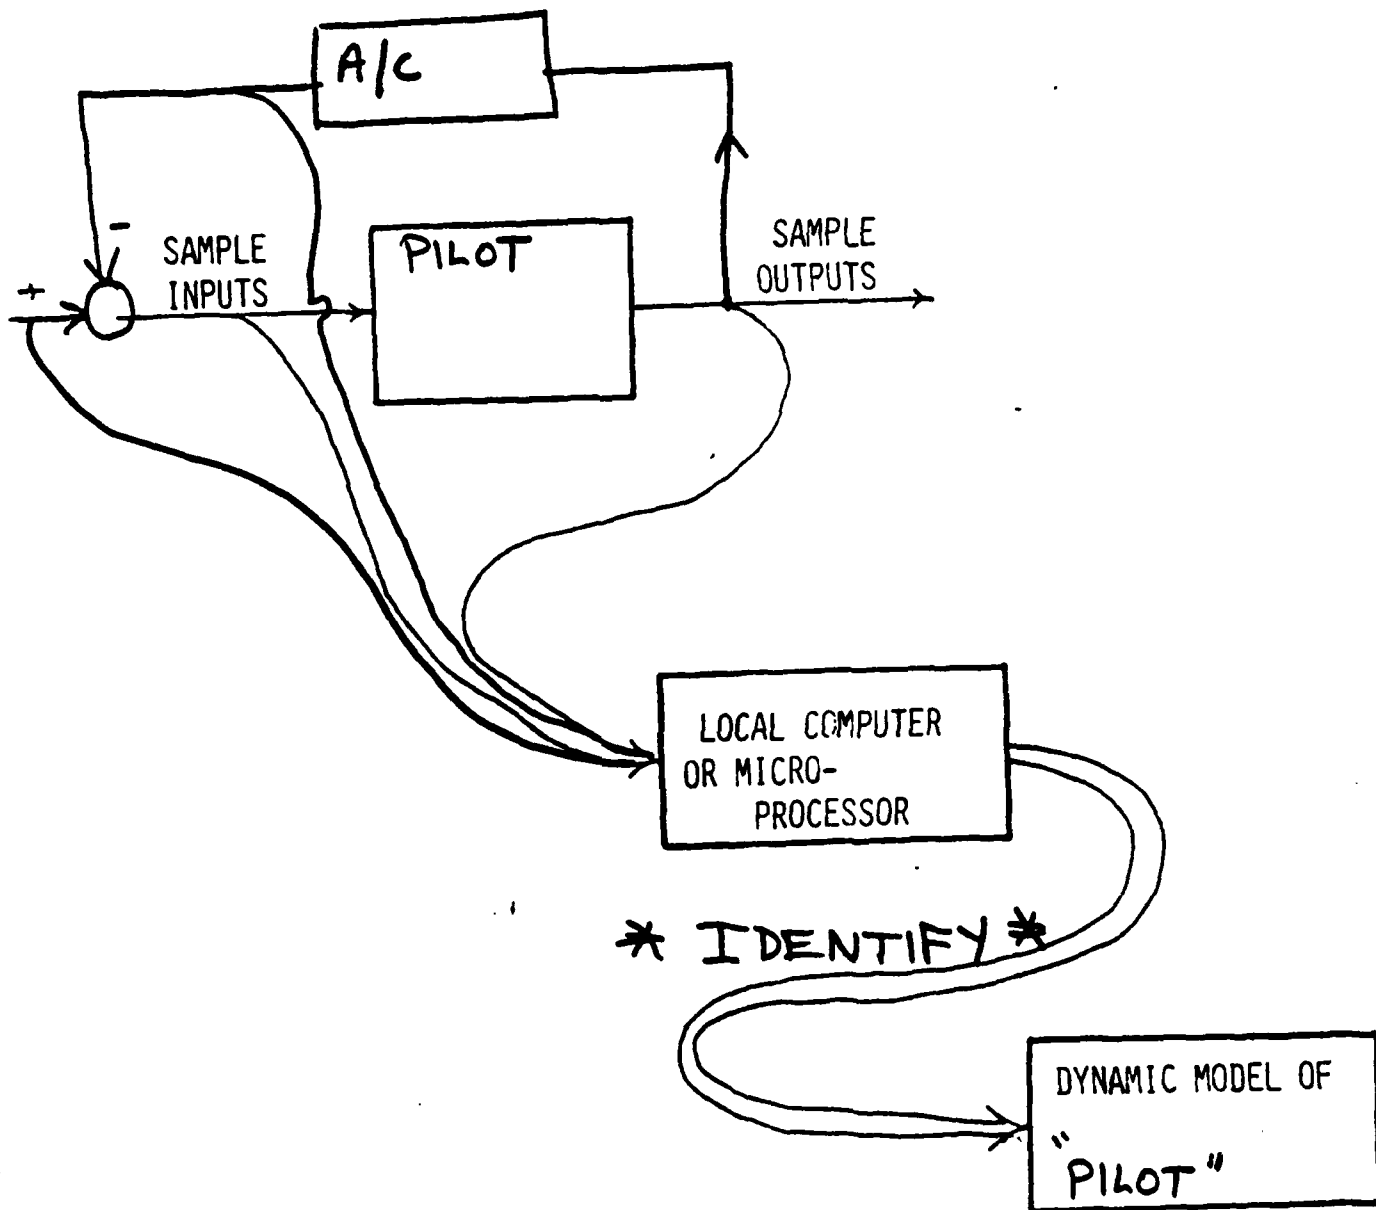 A/C
-
SAMPLE
INPUTS
+
PILOT
SAMPLE
OUTPUTS
LOCAL COMPUTER
OR MICRO-
PROCESSOR
* IDENTIFY *
DYNAMIC MODEL OF
"PILOT"